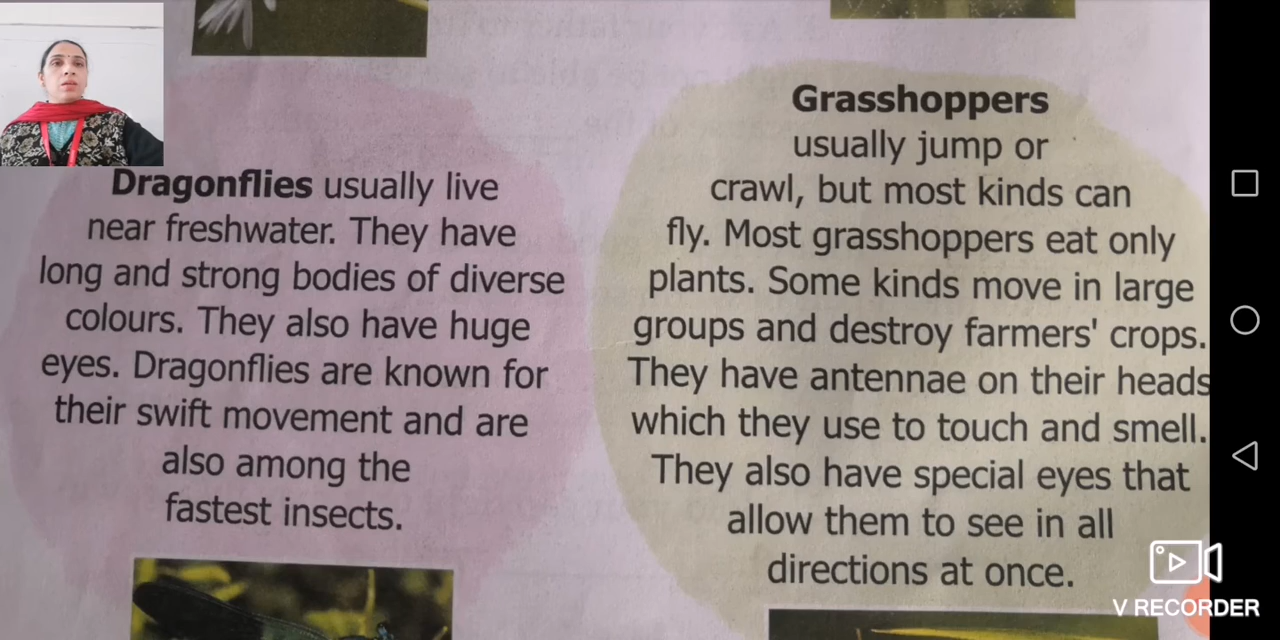 Dragonflies usually live
near freshwater. They have
long and strong bodies of diverse
colours. They also have huge
eyes. Dragonflies are known for
their swift movement and are
also among the
fastest insects.
Grasshoppers
usually jump or
crawl, but most kinds can
fly. Most grasshoppers eat only
plants. Some kinds move in large
groups and destroy farmers' crops.
They have antennae on their heads
which they use to touch and smell.
They also have special eyes that
allow them to see in all
directions at once.
V RECORDER